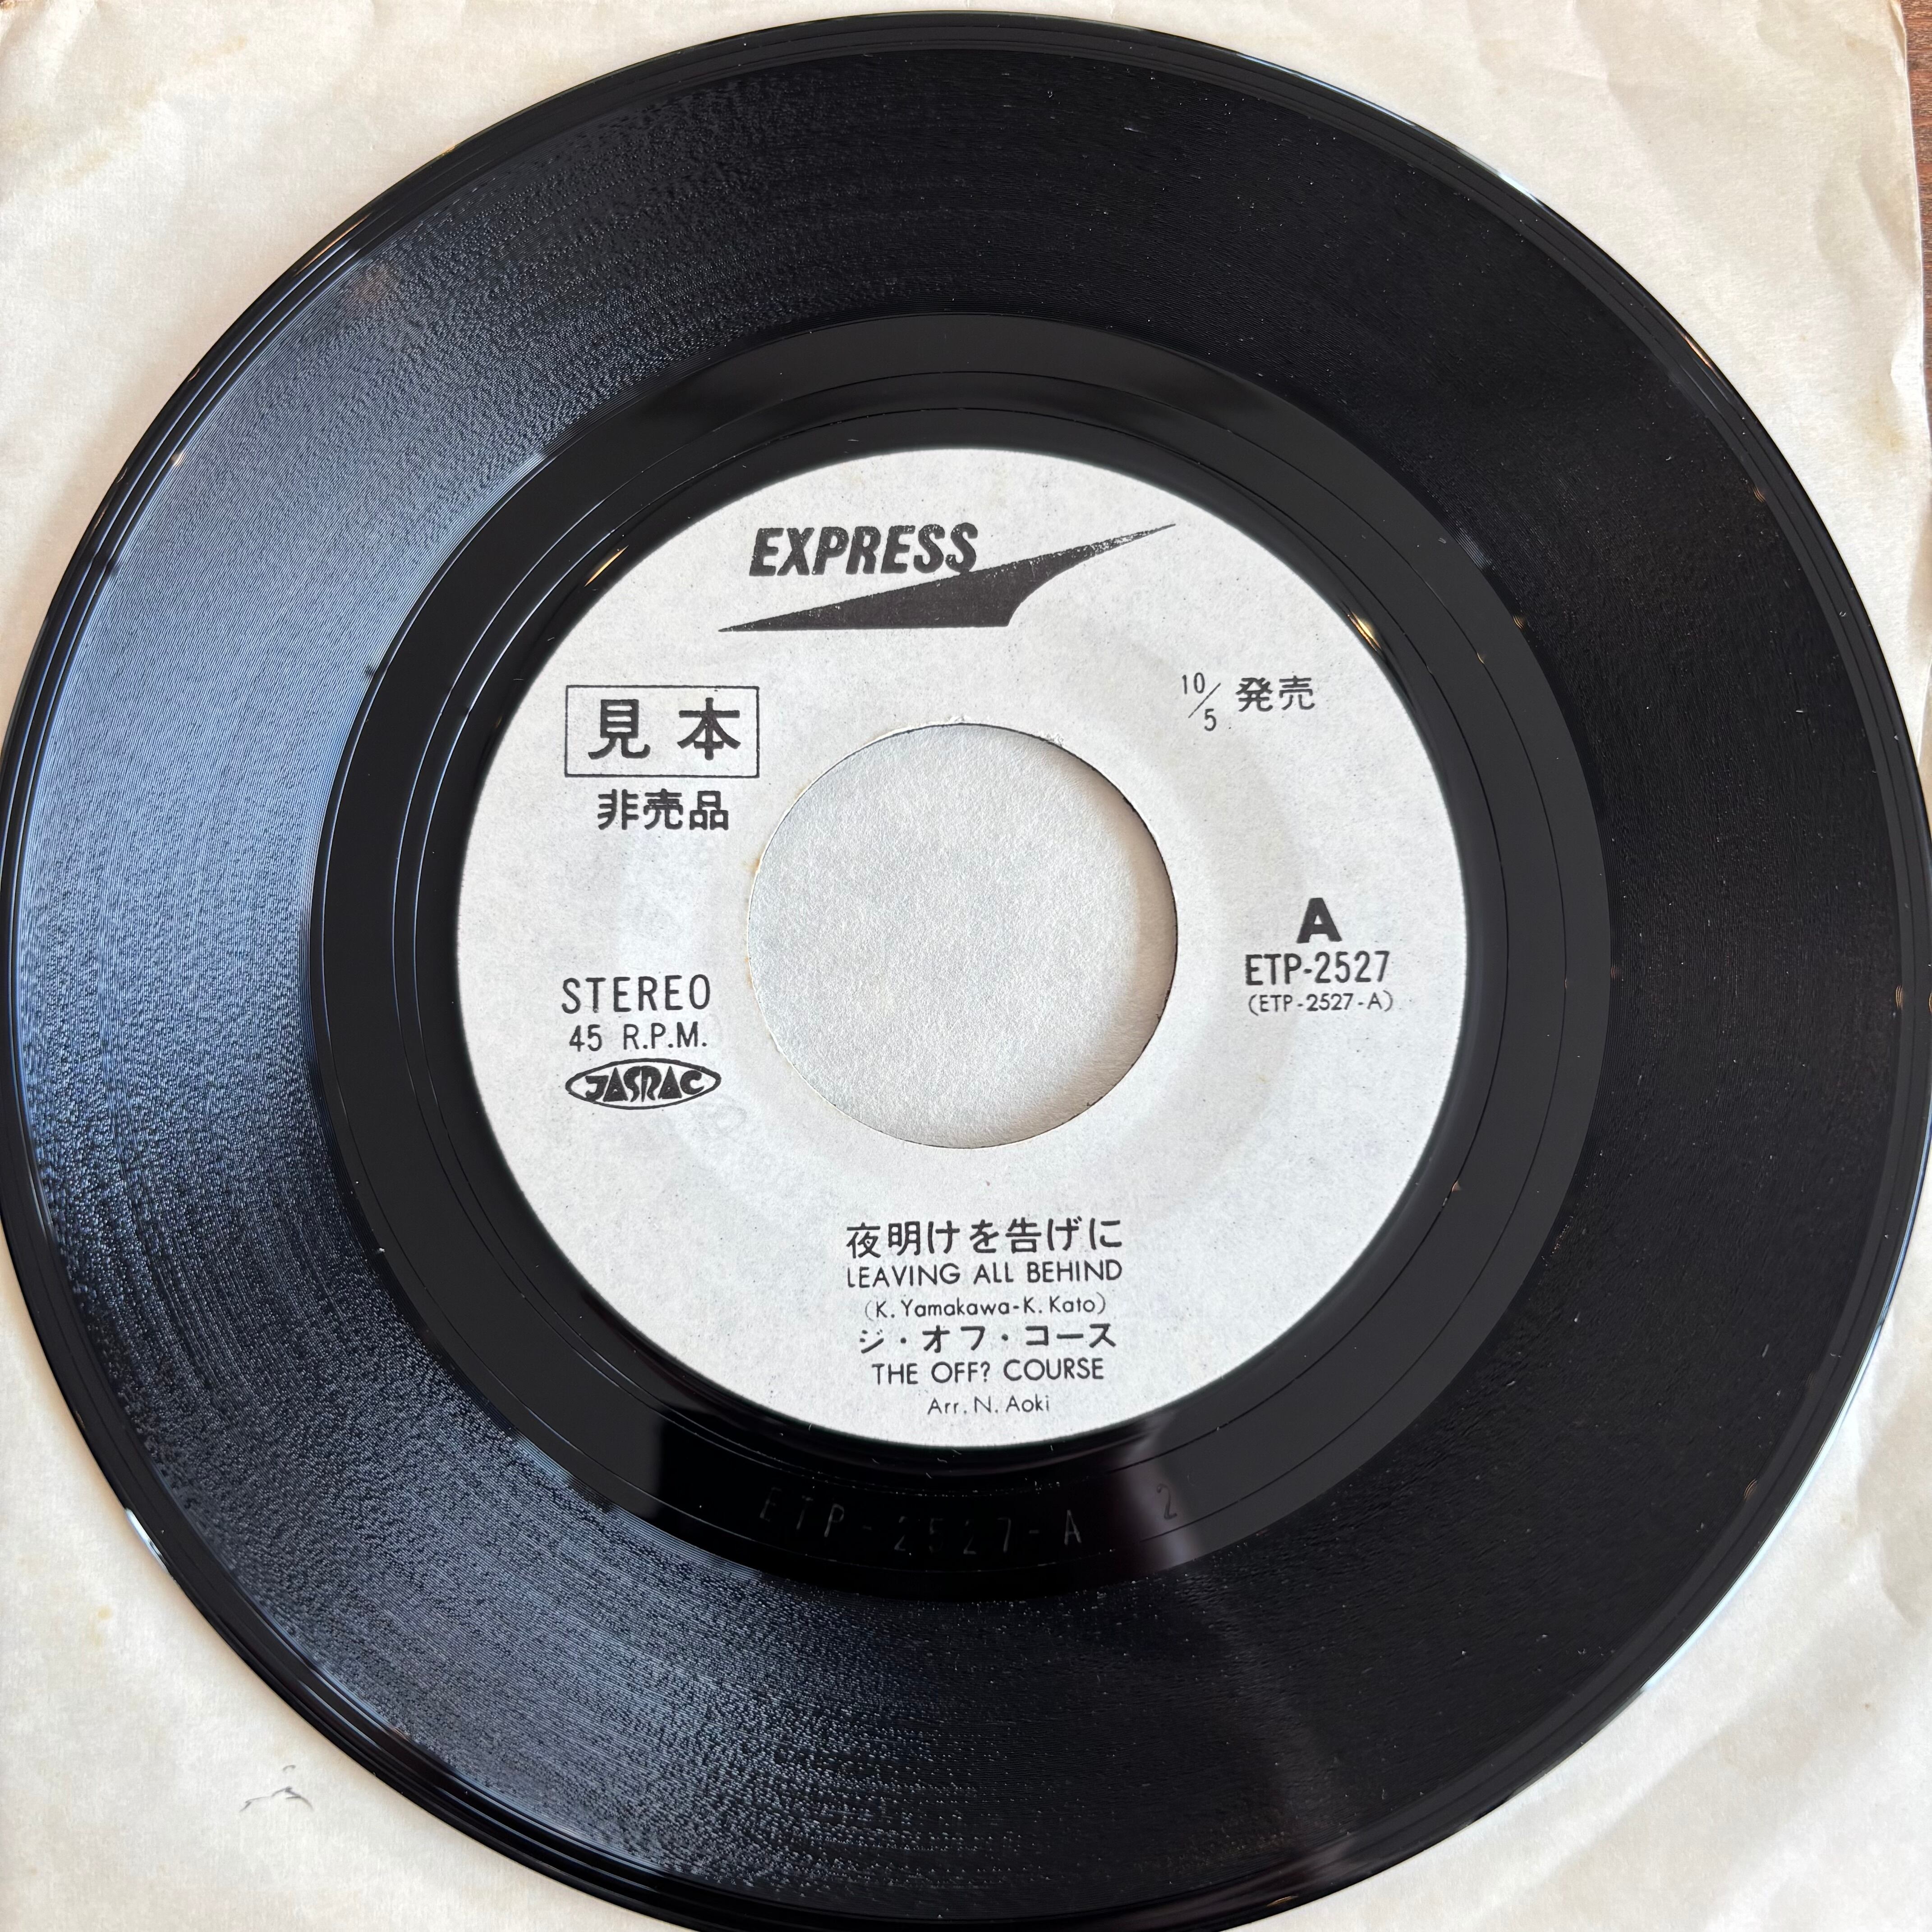 EXPRESS
10/5 発売
見本
非売品
A
ETP-2527
(ETP-2527-A)
STEREO
45 R.P.M.
JASRAC
夜明けを告げに
LEAVING ALL BEHIND
(K. Yamakawa-K. Kato)
ジ・オフ・コース
THE OFF? COURSE
Arr. N. Aoki
ETP-2527-A 2